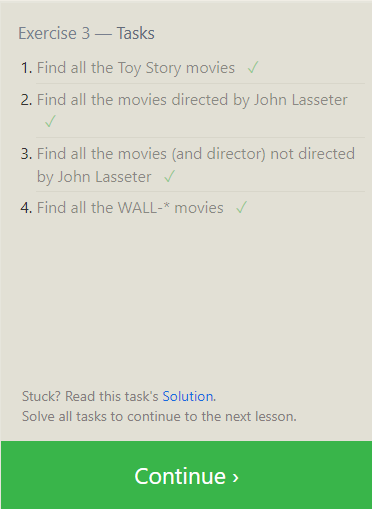 Exercise 3 — Tasks
1. Find all the Toy Story movies ✓
2. Find all the movies directed by John Lasseter
✓
3. Find all the movies (and director) not directed
by John Lasseter ✓
4. Find all the WALL-* movies ✓
Stuck? Read this task's Solution.
Solve all tasks to continue to the next lesson.
Continue ›